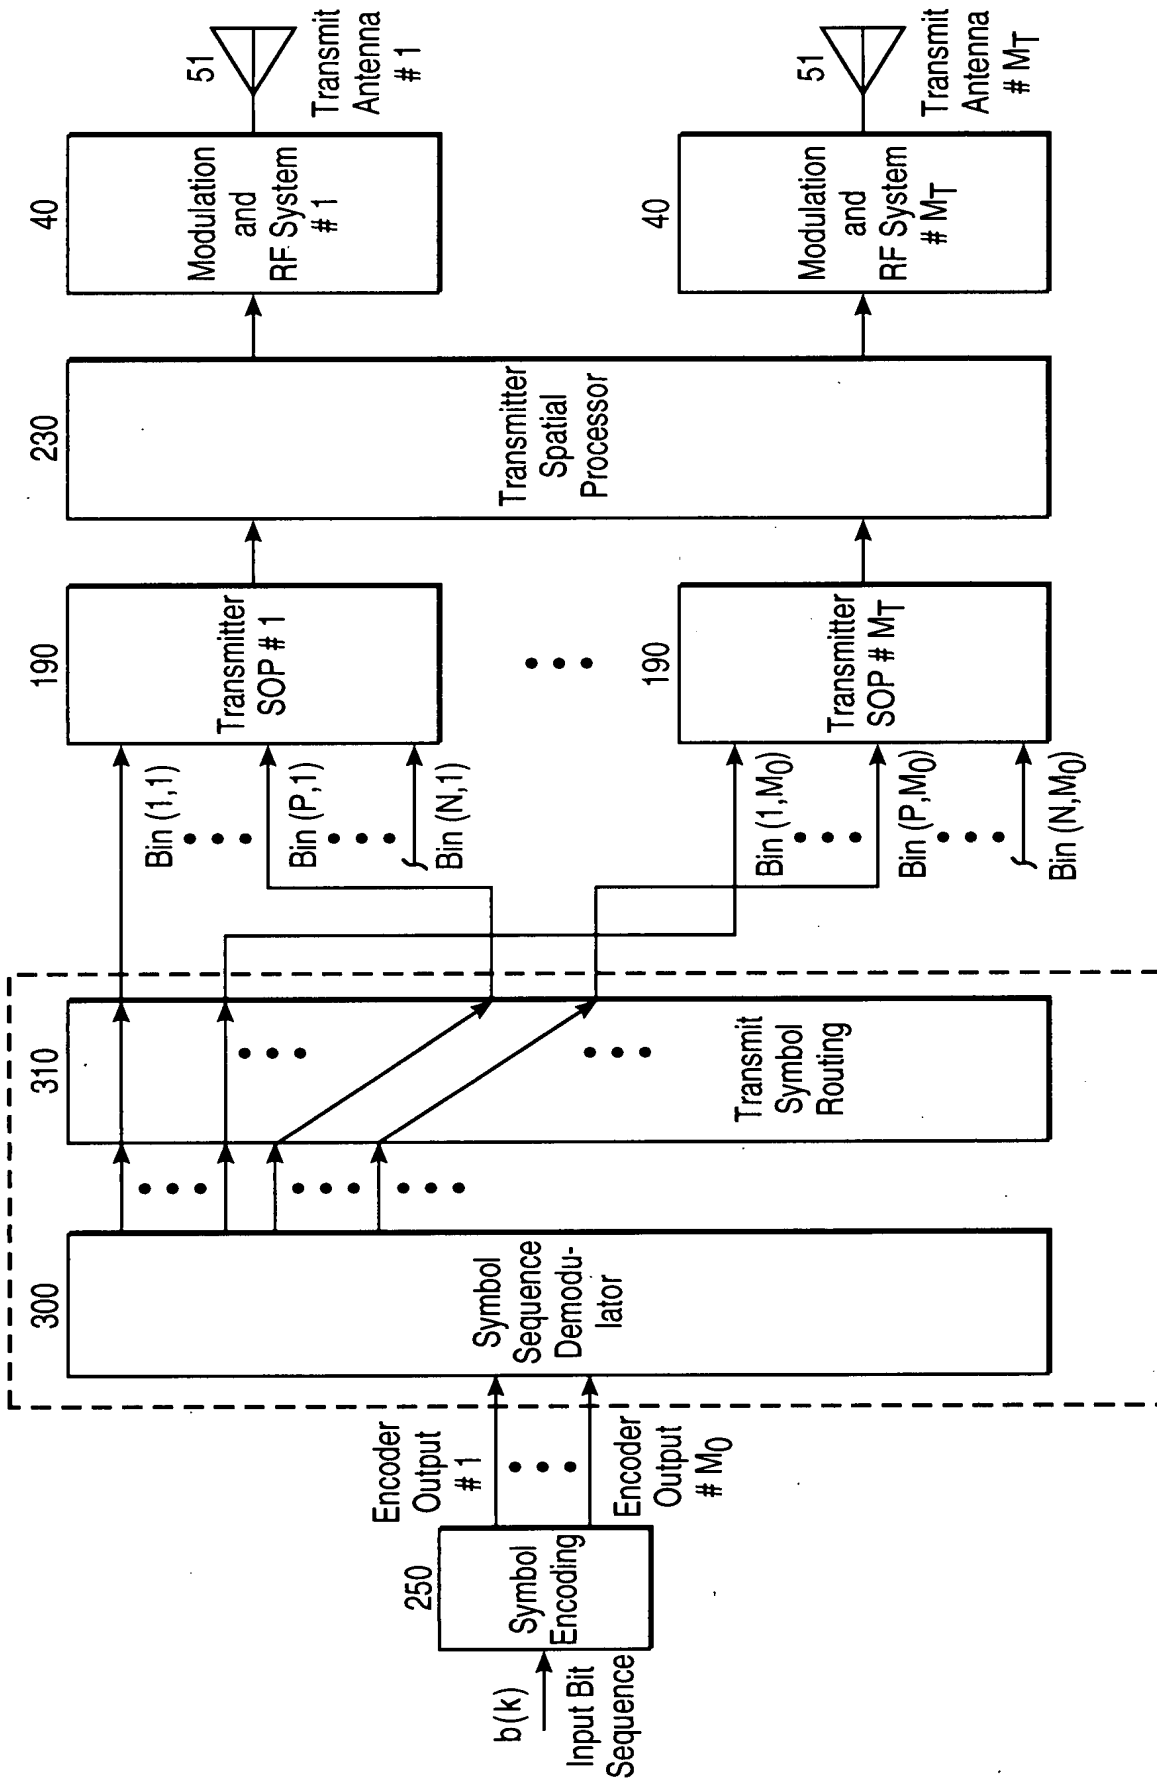 b(k)
Input Bit
Sequence
250
Symbol
Encoding
Encoder
Output
# 1
Encoder
Output
# M0
300
Symbol
Sequence
Demodu-
lator
310
Transmit
Symbol
Routing
Bin (1,1)
Bin (P,1)
Bin (N,1)
Bin (1,M0)
Bin (P,M0)
Bin (N,M0)
190
Transmitter
SOP # 1
190
Transmitter
SOP # MT
230
Transmitter
Spatial
Processor
40
Modulation
and
RF System
# 1
40
Modulation
and
RF System
# MT
51
Transmit
Antenna
# 1
51
Transmit
Antenna
# MT